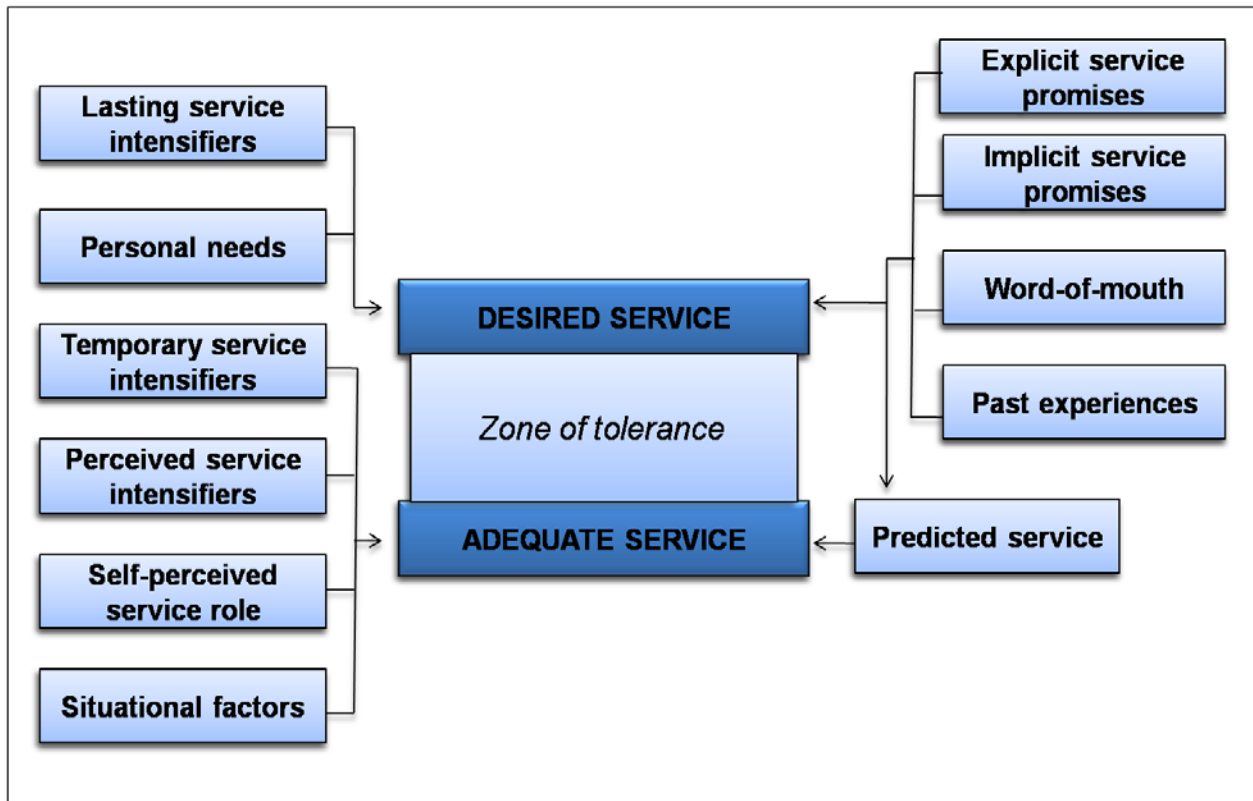 Lasting service
intensifiers
Personal needs
Temporary service
intensifiers
Perceived service
intensifiers
Self-perceived
service role
Situational factors
DESIRED SERVICE
Zone of tolerance
ADEQUATE SERVICE
Explicit service
promises
Implicit service
promises
Word-of-mouth
Past experiences
Predicted service